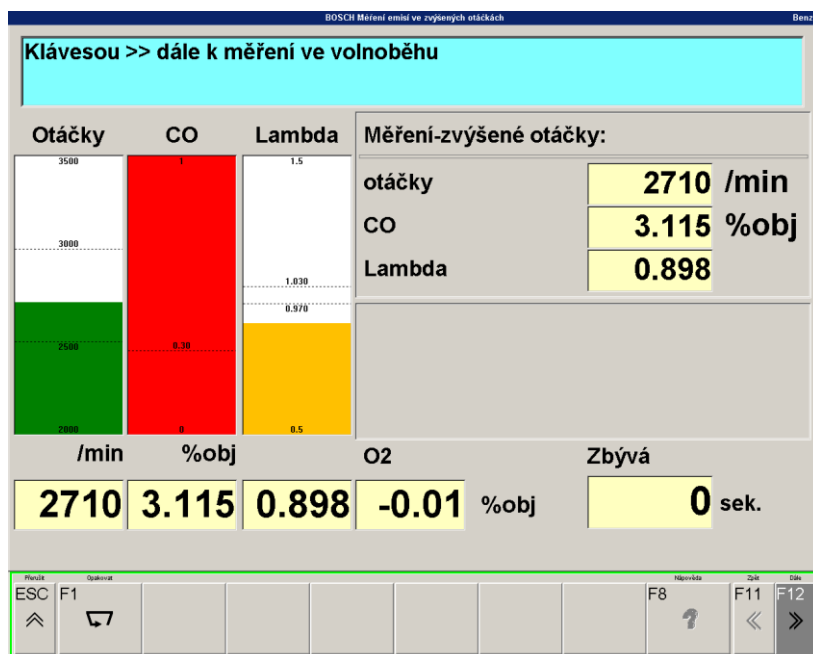 BOSCH Měření emisí ve zvýšených otáčkách
Benz
Klávesou >> dále k měření ve volnoběhu
Otáčky CO Lambda
3500 1 1.5
3000
1.030
0.970
2500 0.30
2000 0 0.5
Měření-zvýšené otáčky:
otáčky 2710 /min
CO 3.115 %obj
Lambda 0.898
/min %obj O2 Zbývá
2710 3.115 0.898 -0.01 %obj 0 sek.
Přerušit Opakovat Nápověda Zpět Dále
ESC F1 F8 F11 F12